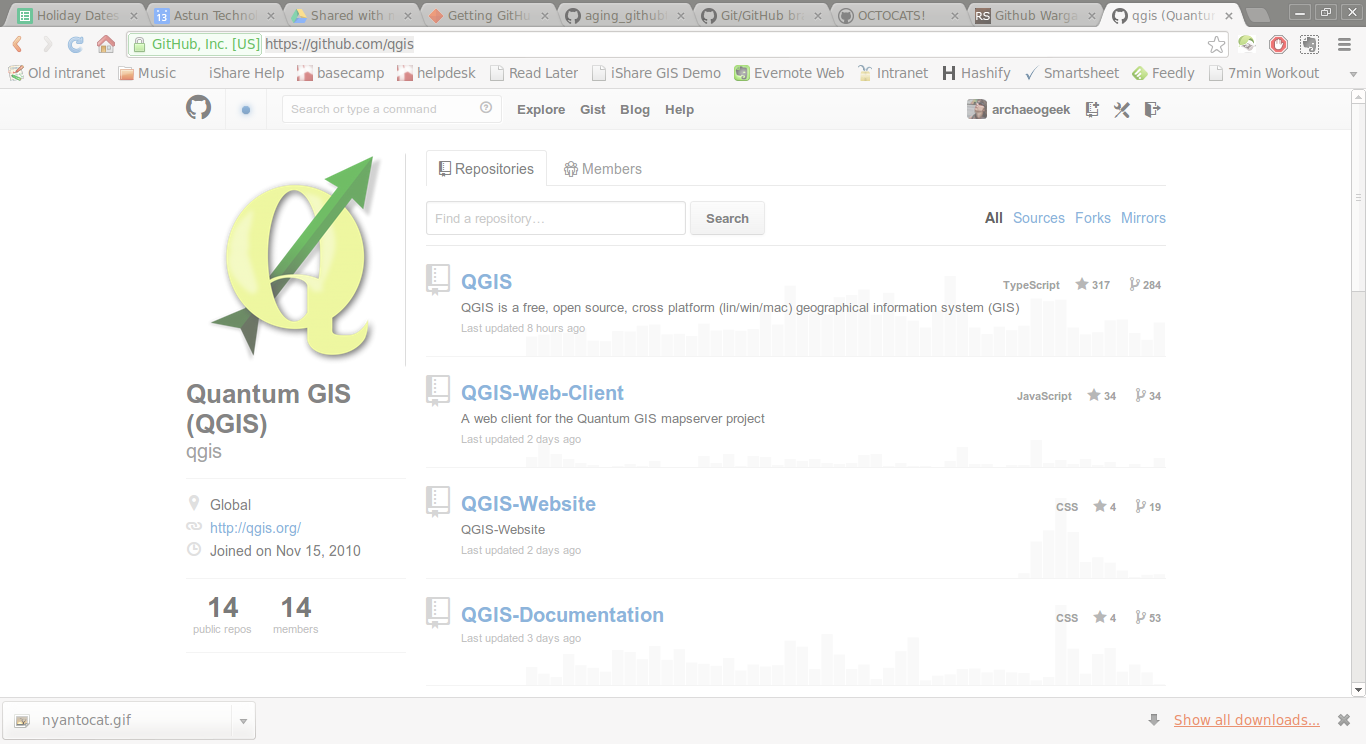 Holiday Dates
13 Astun Technol
Shared with m
Getting GitHu
aging_githubi
Git/GitHub bra
OCTOCATS!
RS Github Warga
qgis (Quantum
GitHub, Inc. [US] https://github.com/qgis
Old intranet Music iShare Help basecamp helpdesk Read Later iShare GIS Demo Evernote Web Intranet Hashify Smartsheet Feedly 7min Workout
Search or type a command Explore Gist Blog Help archaeogeek
Repositories Members
Find a repository… Search All Sources Forks Mirrors
QGIS
TypeScript 317 284
QGIS is a free, open source, cross platform (lin/win/mac) geographical information system (GIS)
Last updated 8 hours ago
QGIS-Web-Client
JavaScript 34 34
A web client for the Quantum GIS mapserver project
Last updated 2 days ago
QGIS-Website
CSS 4 19
QGIS-Website
Last updated 2 days ago
QGIS-Documentation
CSS 4 53
Last updated 3 days ago
Quantum GIS
(QGIS)
qgis
Global
http://qgis.org/
Joined on Nov 15, 2010
14 14
public repos members
nyantocat.gif Show all downloads...